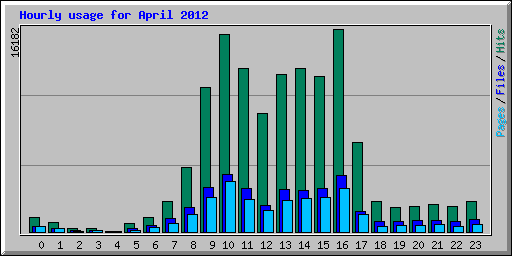 Hourly usage for April 2012
16182
Pages / Files / Hits
0 1 2 3 4 5 6 7 8 9 10 11 12 13 14 15 16 17 18 19 20 21 22 23